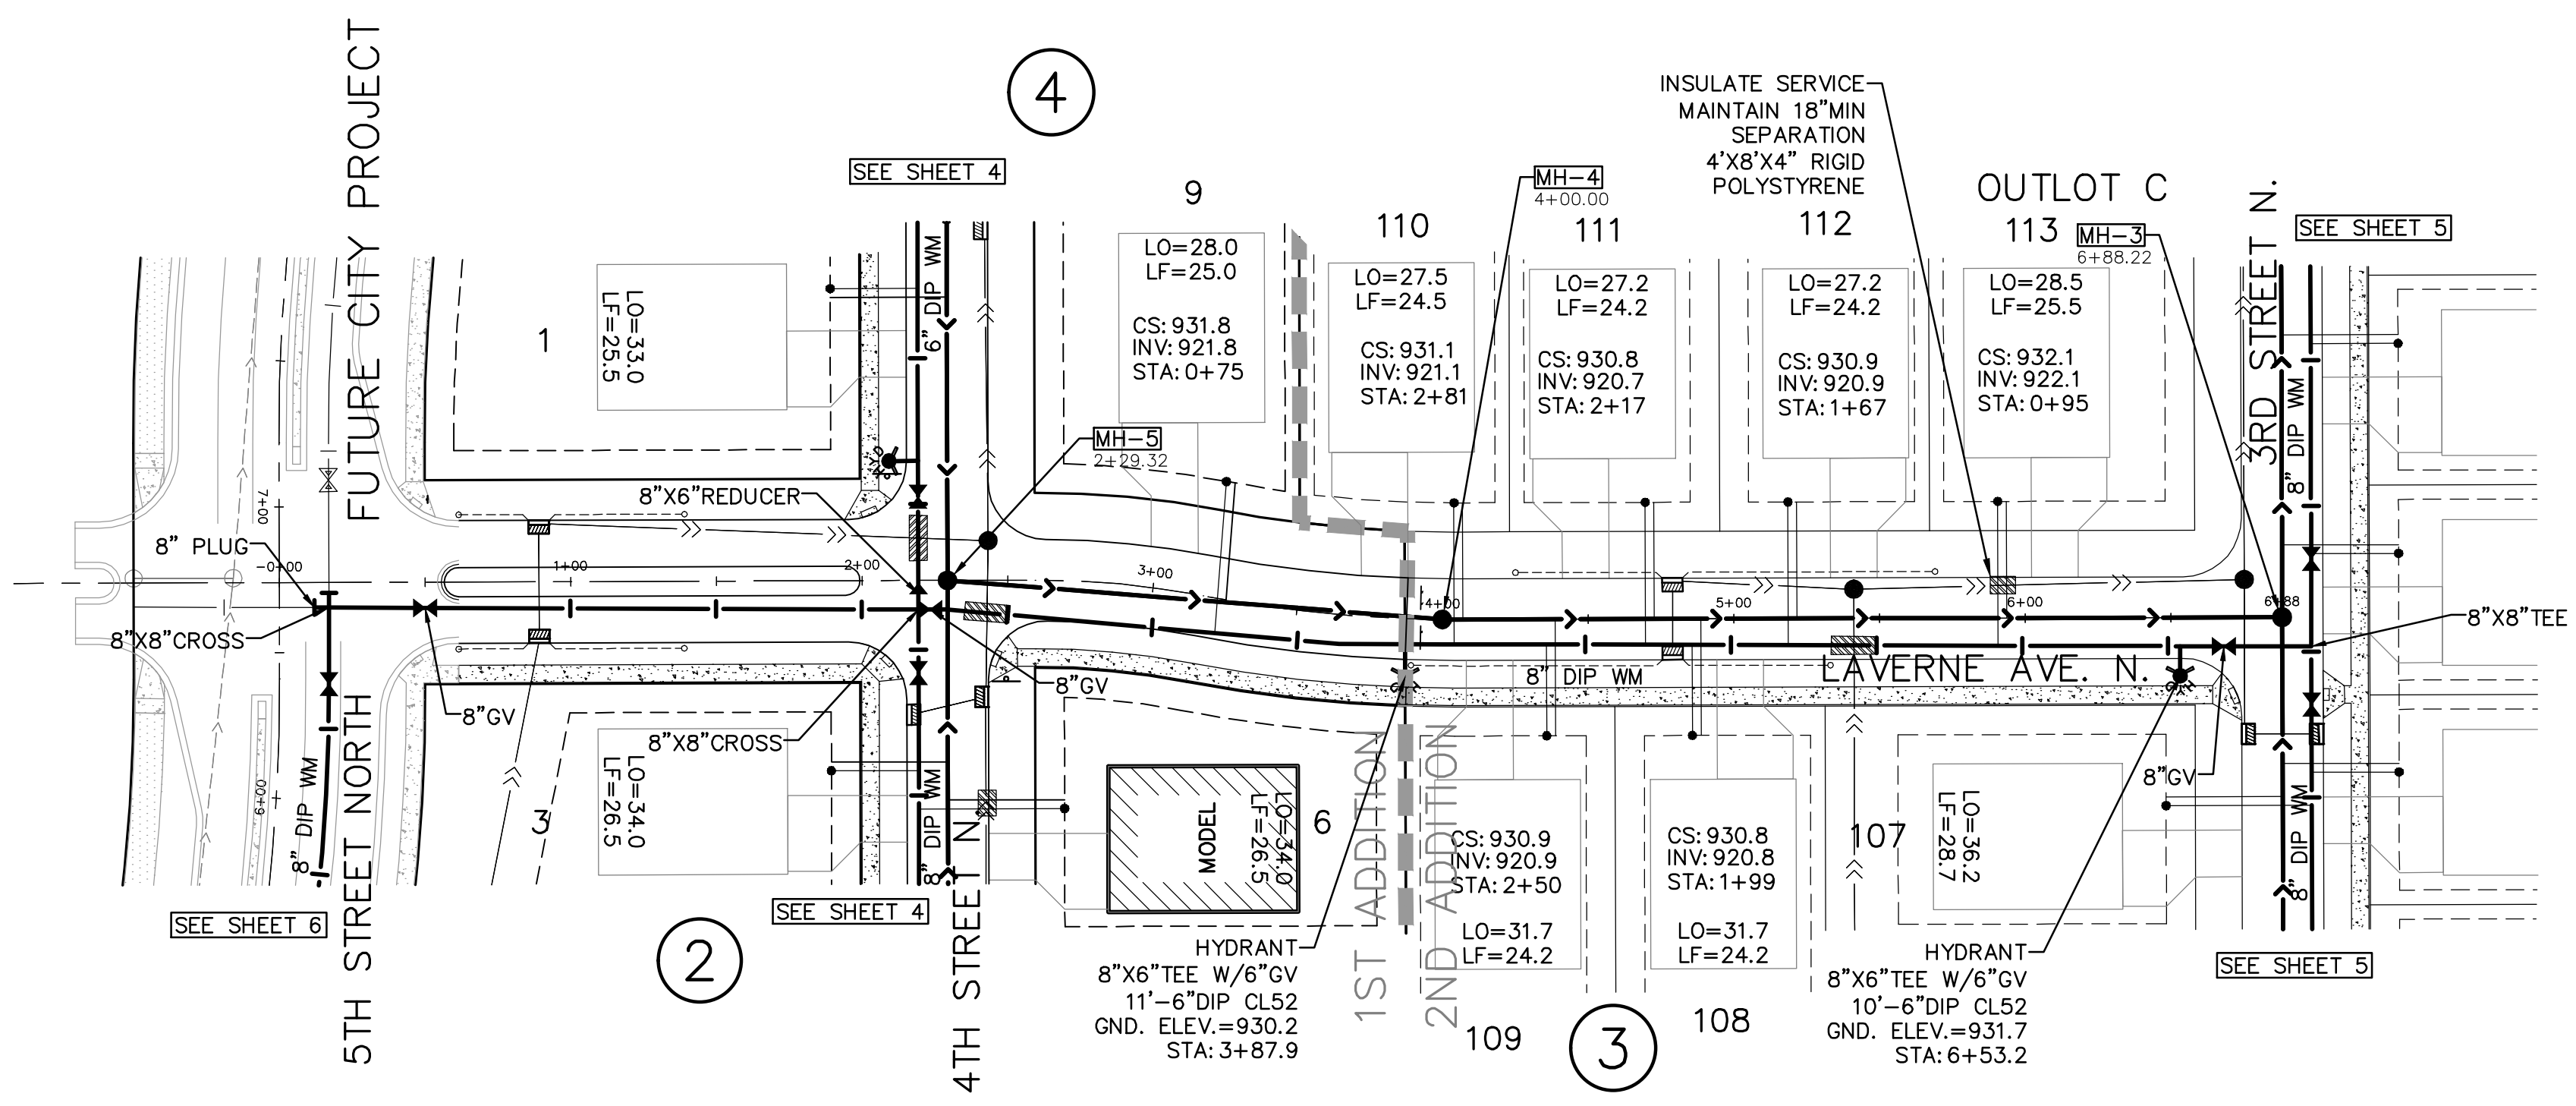 FUTURE CITY PROJECT
4
SEE SHEET 4
9
LO=28.0
LF=25.0
CS: 931.8
INV: 921.8
STA: 0+75
INSULATE SERVICE
MAINTAIN 18"MIN
SEPARATION
4'X8'X4" RIGID
POLYSTYRENE
MH-4
4+00.00
110
LO=27.5
LF=24.5
CS: 931.1
INV: 921.1
STA: 2+81
111
LO=27.2
LF=24.2
CS: 930.8
INV: 920.7
STA: 2+17
112
LO=27.2
LF=24.2
CS: 930.9
INV: 920.9
STA: 1+67
OUTLOT C
113
LO=28.5
LF=25.5
CS: 932.1
INV: 922.1
STA: 0+95
MH-3
6+88.22
3RD STREET N.
SEE SHEET 5
8" DIP WM
1
LO=33.0
LF=25.5
6" DIP WM
MH-5
2+29.32
8"X6"REDUCER
7+00
8" PLUG
-0+00
1+00
2+00
3+00
4+00
5+00
6+00
6+88
8"X8"CROSS
8"GV
8"X8"CROSS
8"GV
8" DIP WM
LAVERNE AVE. N.
8"X8"TEE
8"GV
6+00
8" DIP WM
5TH STREET NORTH
SEE SHEET 6
3
LO=34.0
LF=26.5
2
SEE SHEET 4
8" DIP WM
4TH STREET N.
MODEL
LO=34.0
LF=26.5
6
HYDRANT
8"X6"TEE W/6"GV
11'-6"DIP CL52
GND. ELEV.=930.2
STA: 3+87.9
1ST ADDITION
2ND ADDITION
CS: 930.9
INV: 920.9
STA: 2+50
LO=31.7
LF=24.2
109
CS: 930.8
INV: 920.8
STA: 1+99
LO=31.7
LF=24.2
108
3
107
LO=36.2
LF=28.7
HYDRANT
8"X6"TEE W/6"GV
10'-6"DIP CL52
GND. ELEV.=931.7
STA: 6+53.2
8" DIP WM
SEE SHEET 5